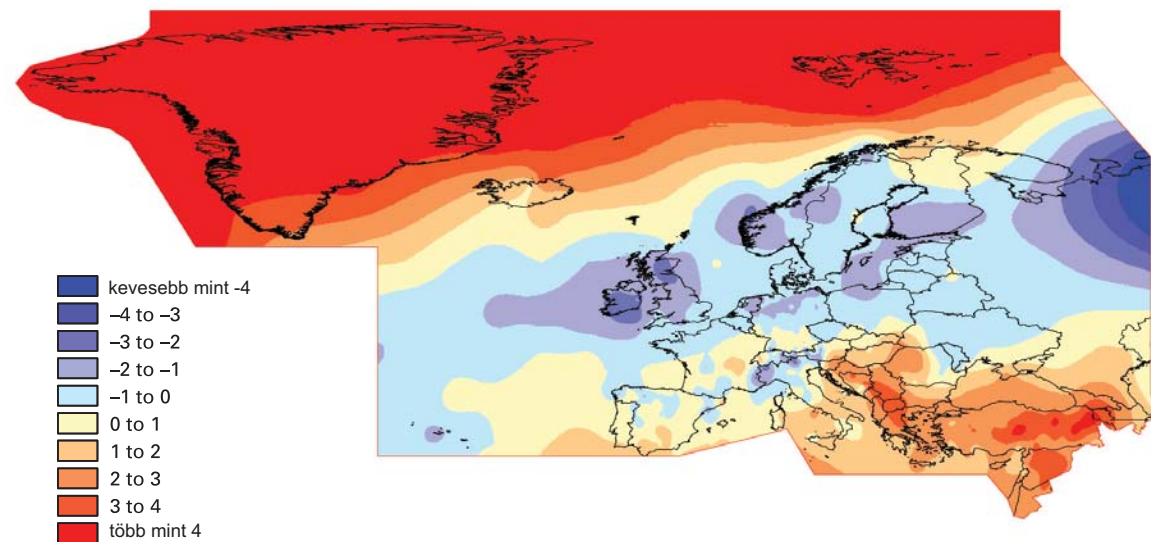 kevesebb mint -4
–4 to –3
–3 to –2
–2 to –1
–1 to 0
0 to 1
1 to 2
2 to 3
3 to 4
több mint 4